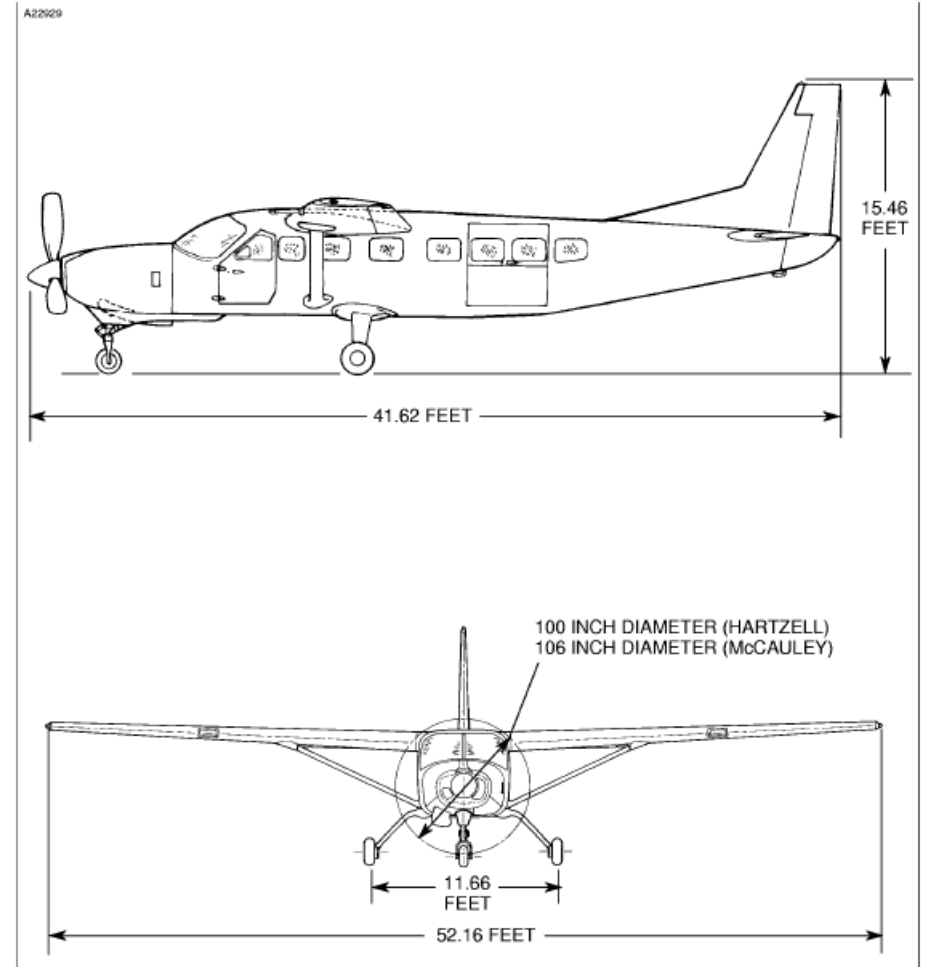 A22929
15.46
FEET
41.62 FEET
100 INCH DIAMETER (HARTZELL)
106 INCH DIAMETER (McCAULEY)
11.66
FEET
52.16 FEET